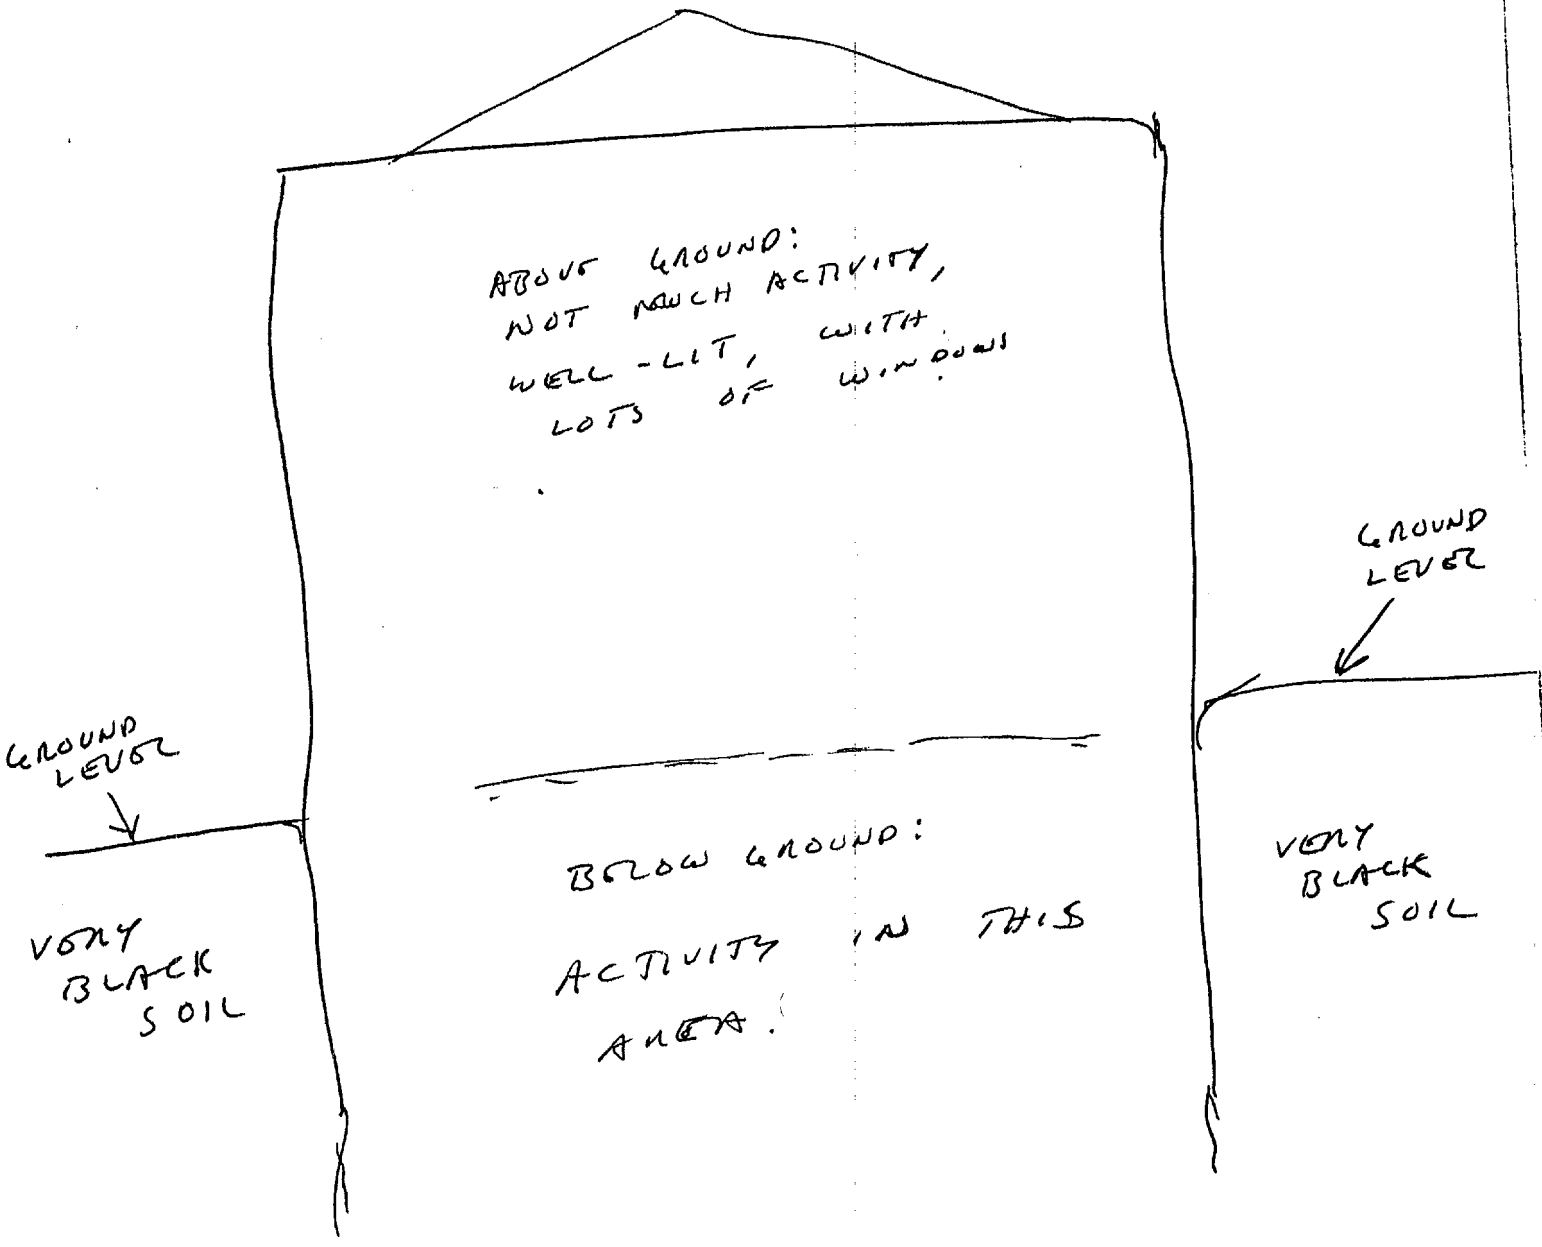 ABOVE GROUND:
NOT MUCH ACTIVITY,
WELL-LIT, WITH
LOTS OF WINDOWS
GROUND
LEVEL
GROUND
LEVEL
BELOW GROUND:
ACTIVITY IN THIS
AREA.
VERY
BLACK
SOIL
VERY
BLACK
SOIL